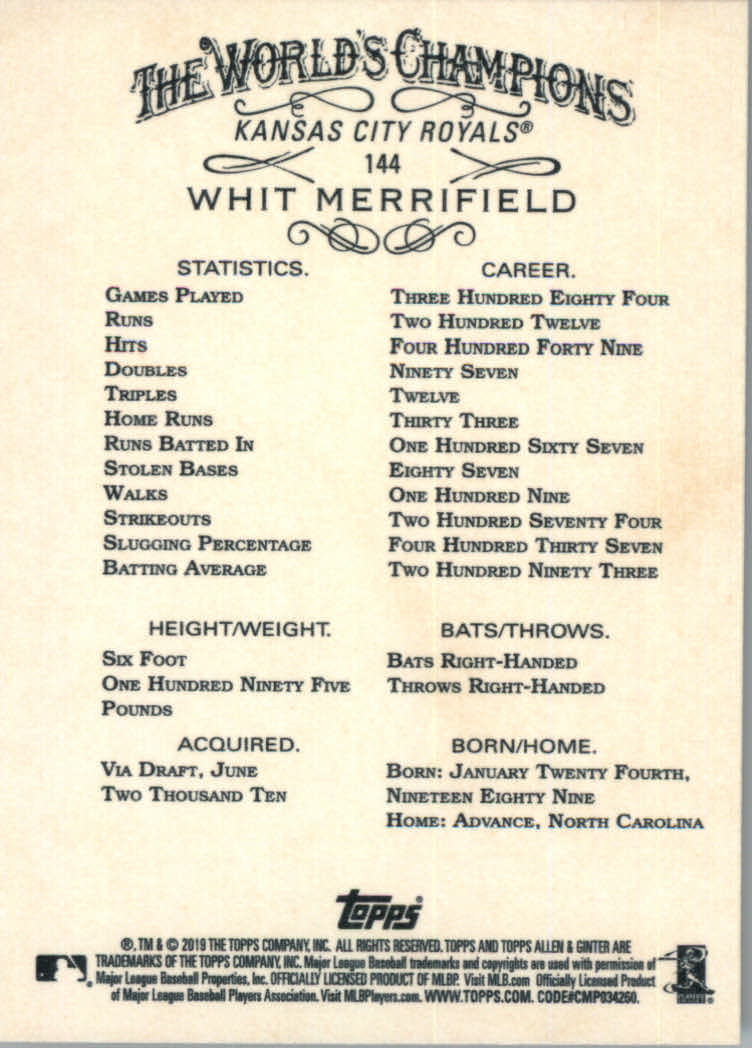 THE WORLD'S CHAMPIONS
KANSAS CITY ROYALS®
144
WHIT MERRIFIELD
STATISTICS. CAREER.
GAMES PLAYED THREE HUNDRED EIGHTY FOUR
RUNS TWO HUNDRED TWELVE
HITS FOUR HUNDRED FORTY NINE
DOUBLES NINETY SEVEN
TRIPLES TWELVE
HOME RUNS THIRTY THREE
RUNS BATTED IN ONE HUNDRED SIXTY SEVEN
STOLEN BASES EIGHTY SEVEN
WALKS ONE HUNDRED NINE
STRIKEOUTS TWO HUNDRED SEVENTY FOUR
SLUGGING PERCENTAGE FOUR HUNDRED THIRTY SEVEN
BATTING AVERAGE TWO HUNDRED NINETY THREE
HEIGHT/WEIGHT.
SIX FOOT
ONE HUNDRED NINETY FIVE
POUNDS
BATS/THROWS.
BATS RIGHT-HANDED
THROWS RIGHT-HANDED
ACQUIRED.
VIA DRAFT, JUNE
TWO THOUSAND TEN
BORN/HOME.
BORN: JANUARY TWENTY FOURTH,
NINETEEN EIGHTY NINE
HOME: ADVANCE, NORTH CAROLINA
topps®
®, TM & © 2019 THE TOPPS COMPANY, INC. ALL RIGHTS RESERVED. TOPPS AND TOPPS ALLEN & GINTER ARE
TRADEMARKS OF THE TOPPS COMPANY, INC. Major League Baseball trademarks and copyrights are used with permission of
Major League Baseball Properties, Inc. OFFICIALLY LICENSED PRODUCT OF MLBP. Visit MLB.com Officially Licensed Product
of Major League Baseball Players Association. Visit MLBPlayers.com. WWW.TOPPS.COM. CODE#CMP034260.